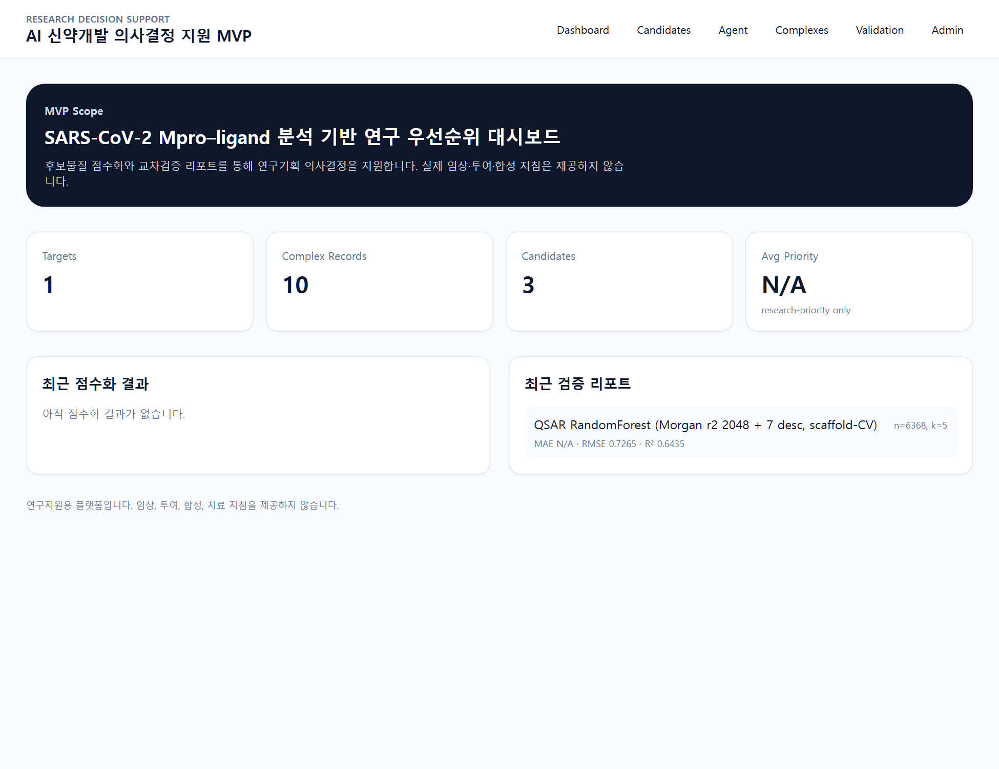 RESEARCH DECISION SUPPORT
AI 신약개발 의사결정 지원 MVP
Dashboard
Candidates
Agent
Complexes
Validation
Admin
MVP Scope
SARS-CoV-2 Mpro–ligand 분석 기반 연구 우선순위 대시보드
후보물질 점수화와 교차검증 리포트를 통해 연구기획 의사결정을 지원합니다. 실제 임상·투여·합성 지침은 제공하지 않습
니다.
Targets
1
Complex Records
10
Candidates
3
Avg Priority
N/A
research-priority only
최근 점수화 결과
아직 점수화 결과가 없습니다.
최근 검증 리포트
QSAR RandomForest (Morgan r2 2048 + 7 desc, scaffold-CV)
n=6368, k=5
MAE N/A · RMSE 0.7265 · R² 0.6435
연구지원용 플랫폼입니다. 임상, 투여, 합성, 치료 지침을 제공하지 않습니다.